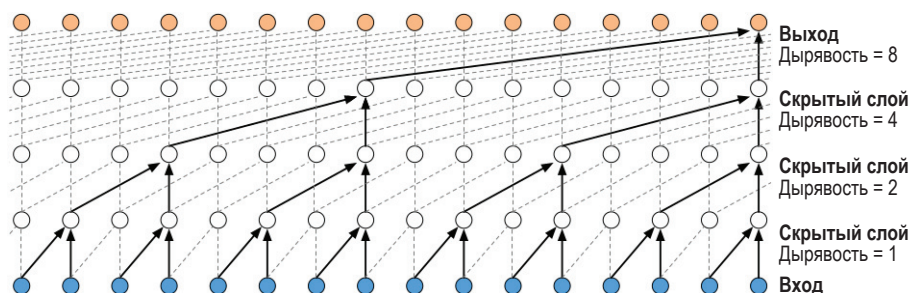 Выход
Дырявость = 8
Скрытый слой
Дырявость = 4
Скрытый слой
Дырявость = 2
Скрытый слой
Дырявость = 1
Вход